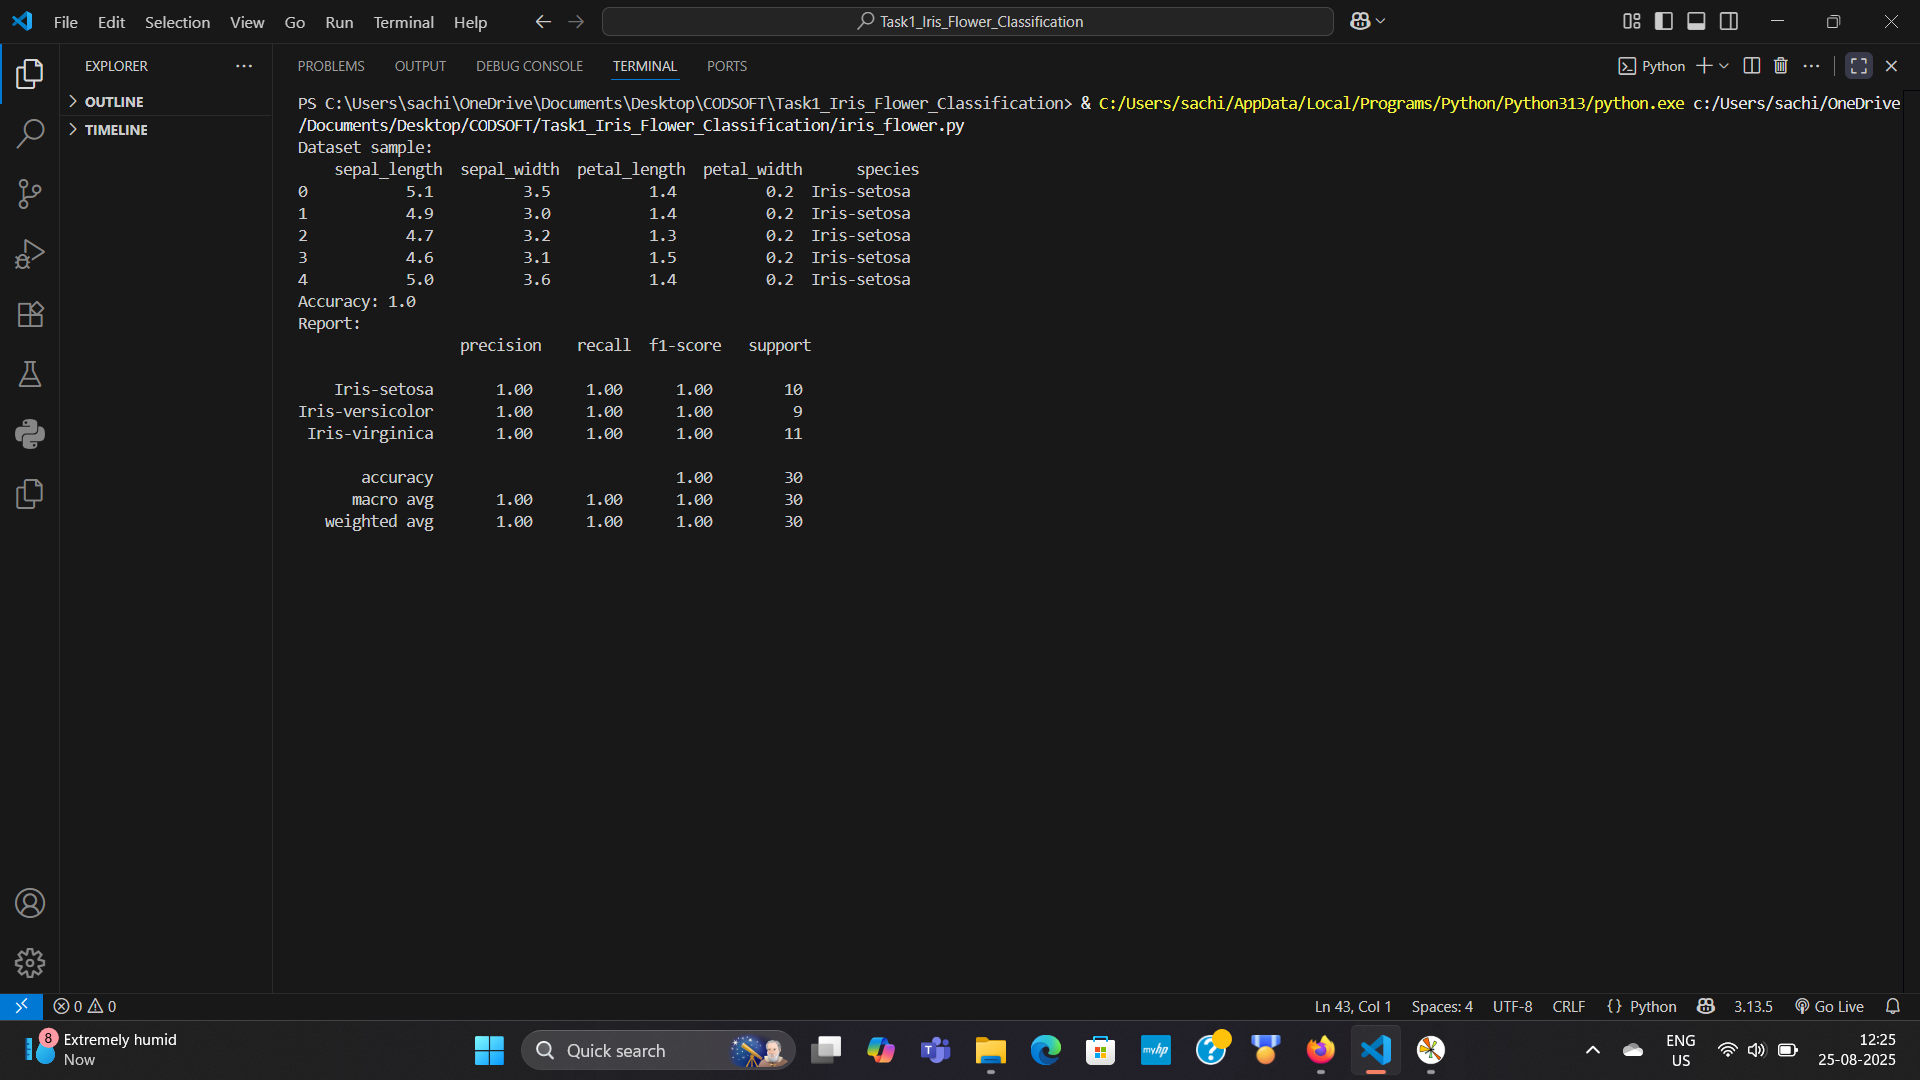 File Edit Selection View Go Run Terminal Help
Task1_Iris_Flower_Classification
EXPLORER
OUTLINE
TIMELINE
PROBLEMS OUTPUT DEBUG CONSOLE TERMINAL PORTS
Python
PS C:\Users\sachi\OneDrive\Documents\Desktop\CODSOFT\Task1_Iris_Flower_Classification> & C:/Users/sachi/AppData/Local/Programs/Python/Python313/python.exe c:/Users/sachi/OneDrive
/Documents/Desktop/CODSOFT/Task1_Iris_Flower_Classification/iris_flower.py
Dataset sample:
sepal_length sepal_width petal_length petal_width species
0 5.1 3.5 1.4 0.2 Iris-setosa
1 4.9 3.0 1.4 0.2 Iris-setosa
2 4.7 3.2 1.3 0.2 Iris-setosa
3 4.6 3.1 1.5 0.2 Iris-setosa
4 5.0 3.6 1.4 0.2 Iris-setosa
Accuracy: 1.0
Report:
precision recall f1-score support
Iris-setosa 1.00 1.00 1.00 10
Iris-versicolor 1.00 1.00 1.00 9
Iris-virginica 1.00 1.00 1.00 11
accuracy 1.00 30
macro avg 1.00 1.00 1.00 30
weighted avg 1.00 1.00 1.00 30
0 0
Ln 43, Col 1 Spaces: 4 UTF-8 CRLF {} Python 3.13.5 Go Live
8
Extremely humid
Now
Quick search
myhp
ENG
US
12:25
25-08-2025